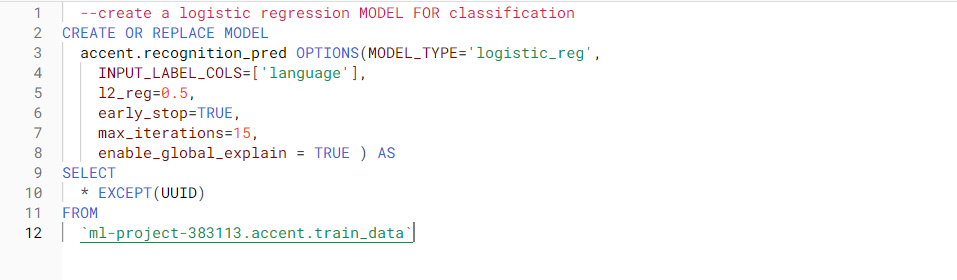 1 --create a logistic regression MODEL FOR classification
2 CREATE OR REPLACE MODEL
3 accent.recognition_pred OPTIONS(MODEL_TYPE='logistic_reg',
4 INPUT_LABEL_COLS=['language'],
5 l2_reg=0.5,
6 early_stop=TRUE,
7 max_iterations=15,
8 enable_global_explain = TRUE ) AS
9 SELECT
10 * EXCEPT(UUID)
11 FROM
12 `ml-project-383113.accent.train_data`